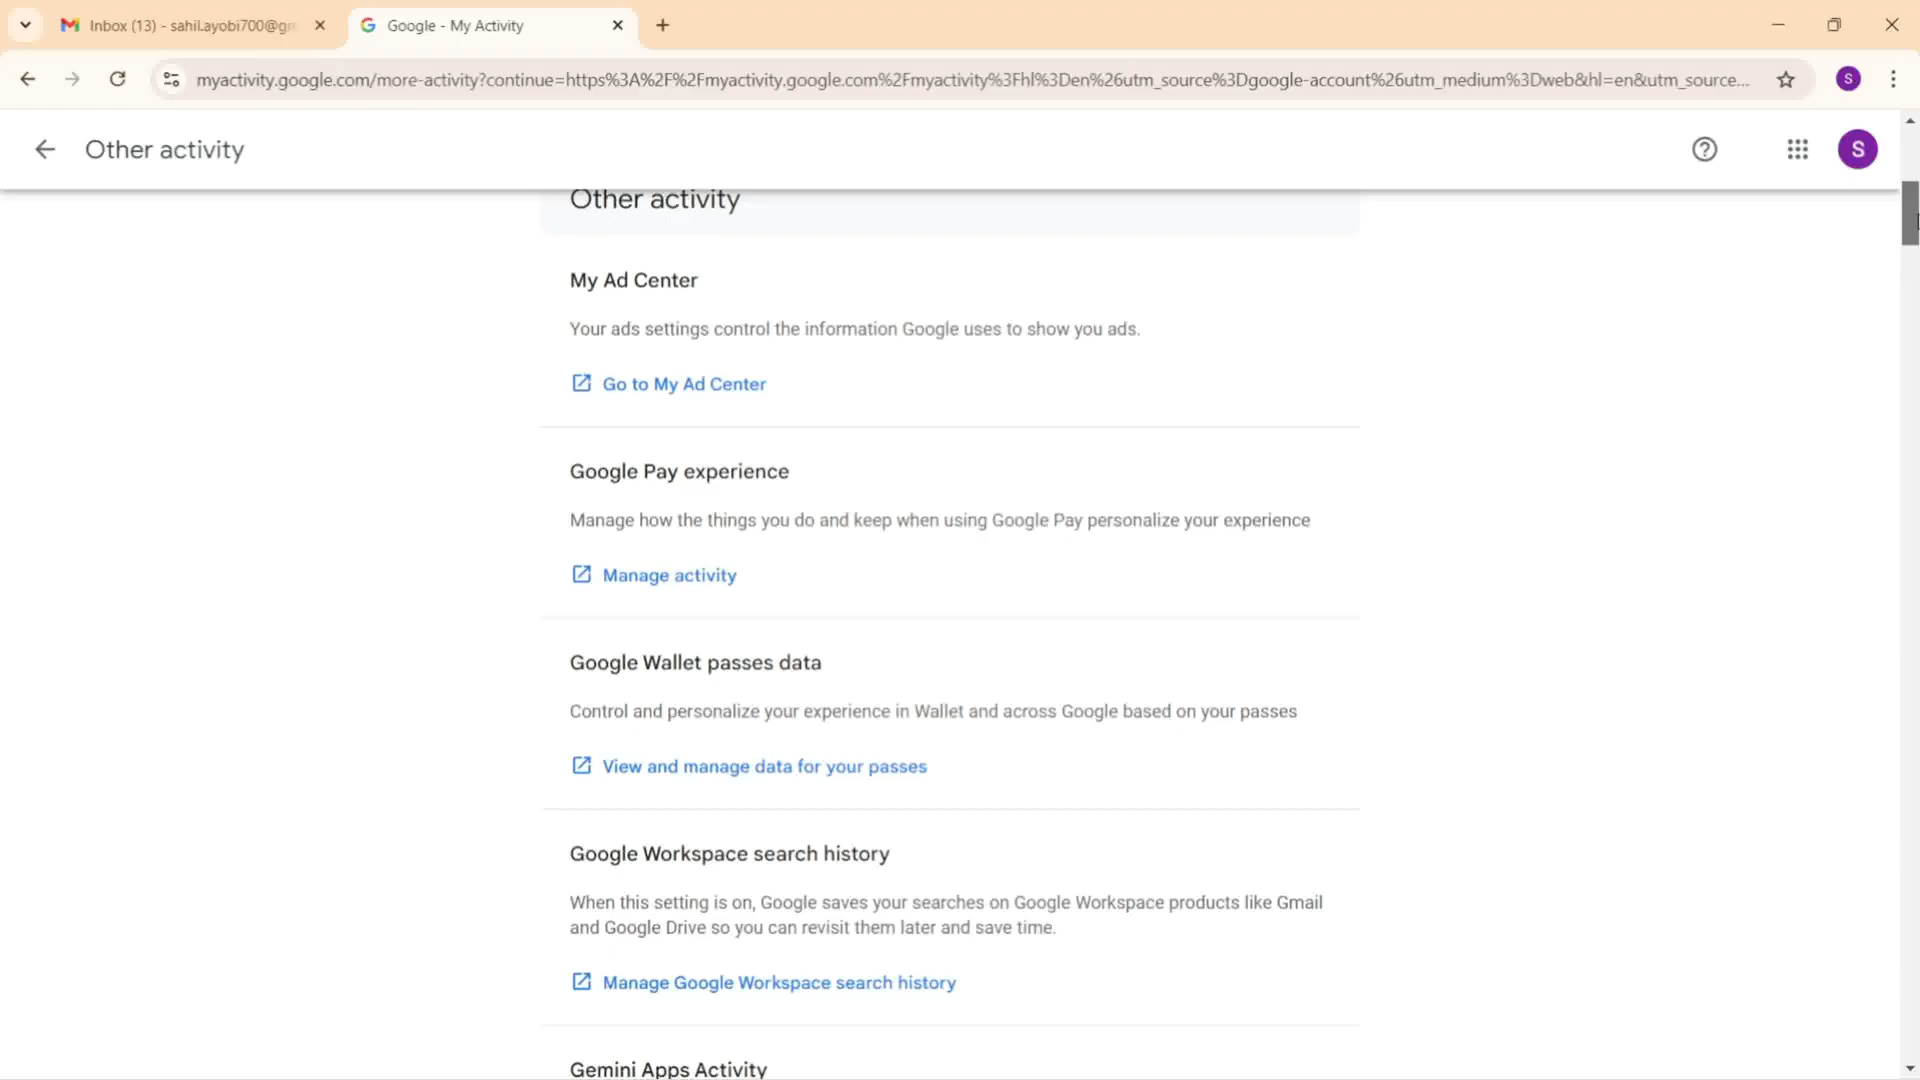 Inbox (13) - sahil.ayobi700@gm
Google - My Activity
myactivity.google.com/more-activity?continue=https%3A%2F%2Fmyactivity.google.com%2Fmyactivity%3Fhl%3Den%26utm_source%3Dgoogle-account%26utm_medium%3Dweb&hl=en&utm_source...
S
Other activity
S
Other activity
My Ad Center
Your ads settings control the information Google uses to show you ads.
Go to My Ad Center
Google Pay experience
Manage how the things you do and keep when using Google Pay personalize your experience
Manage activity
Google Wallet passes data
Control and personalize your experience in Wallet and across Google based on your passes
View and manage data for your passes
Google Workspace search history
When this setting is on, Google saves your searches on Google Workspace products like Gmail
and Google Drive so you can revisit them later and save time.
Manage Google Workspace search history
Gemini Apps Activity